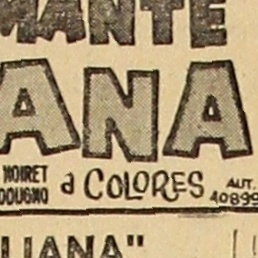 MANTE
ANA
NOIRET
DOUGNO
a COLORES
AUT.
40899
LIANA"